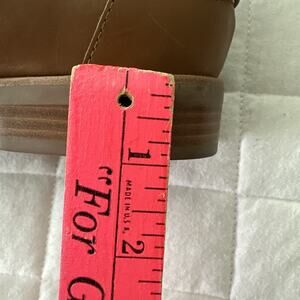 1
MADE IN U.S.A.
2
"For G